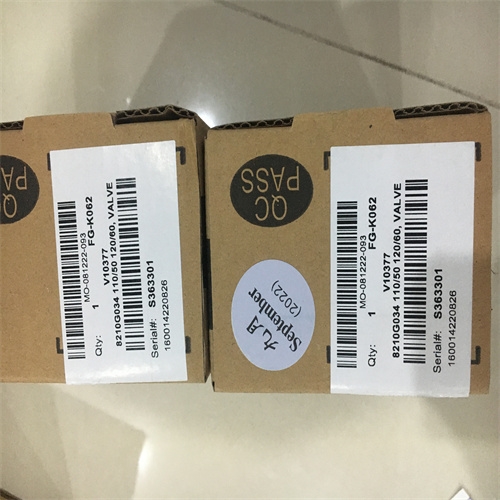 QC
PASS
MO-081222-093
FG-K062
Qty: 1
V10377
8210G034 110/50 120/60, VALVE
Serial#: S363301
160014220826
QC
PASS
九月
September
(2022)
MO-081222-093
FG-K062
Qty: 1
V10377
8210G034 110/50 120/60, VALVE
Serial#: S363301
160014220826